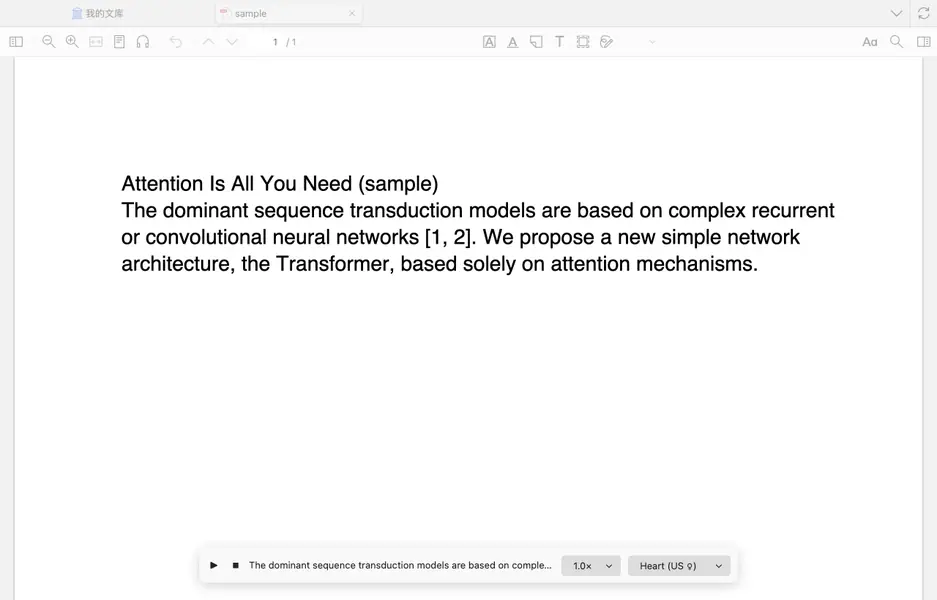 我的文库
sample
1 / 1
A A T Aa
Attention Is All You Need (sample)
The dominant sequence transduction models are based on complex recurrent
or convolutional neural networks [1, 2]. We propose a new simple network
architecture, the Transformer, based solely on attention mechanisms.
The dominant sequence transduction models are based on comple... 1.0× Heart (US ♀)